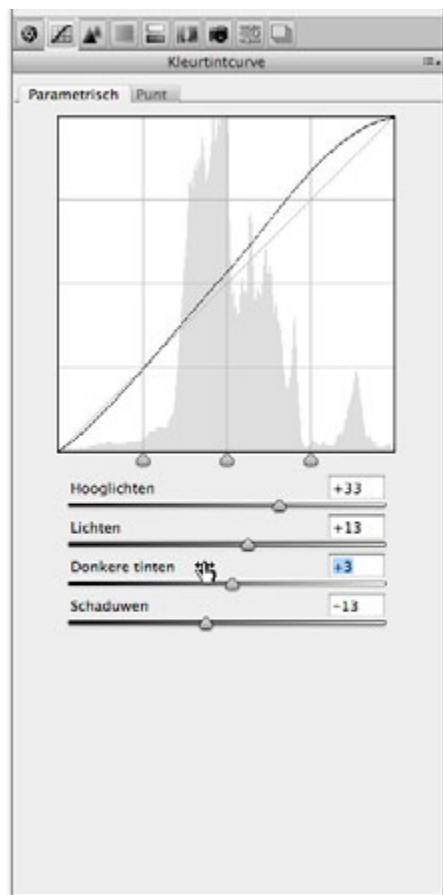 Kleurtintcurve
Parametrisch Punt
Hooglichten +33
Lichten +13
Donkere tinten +3
Schaduwen -13